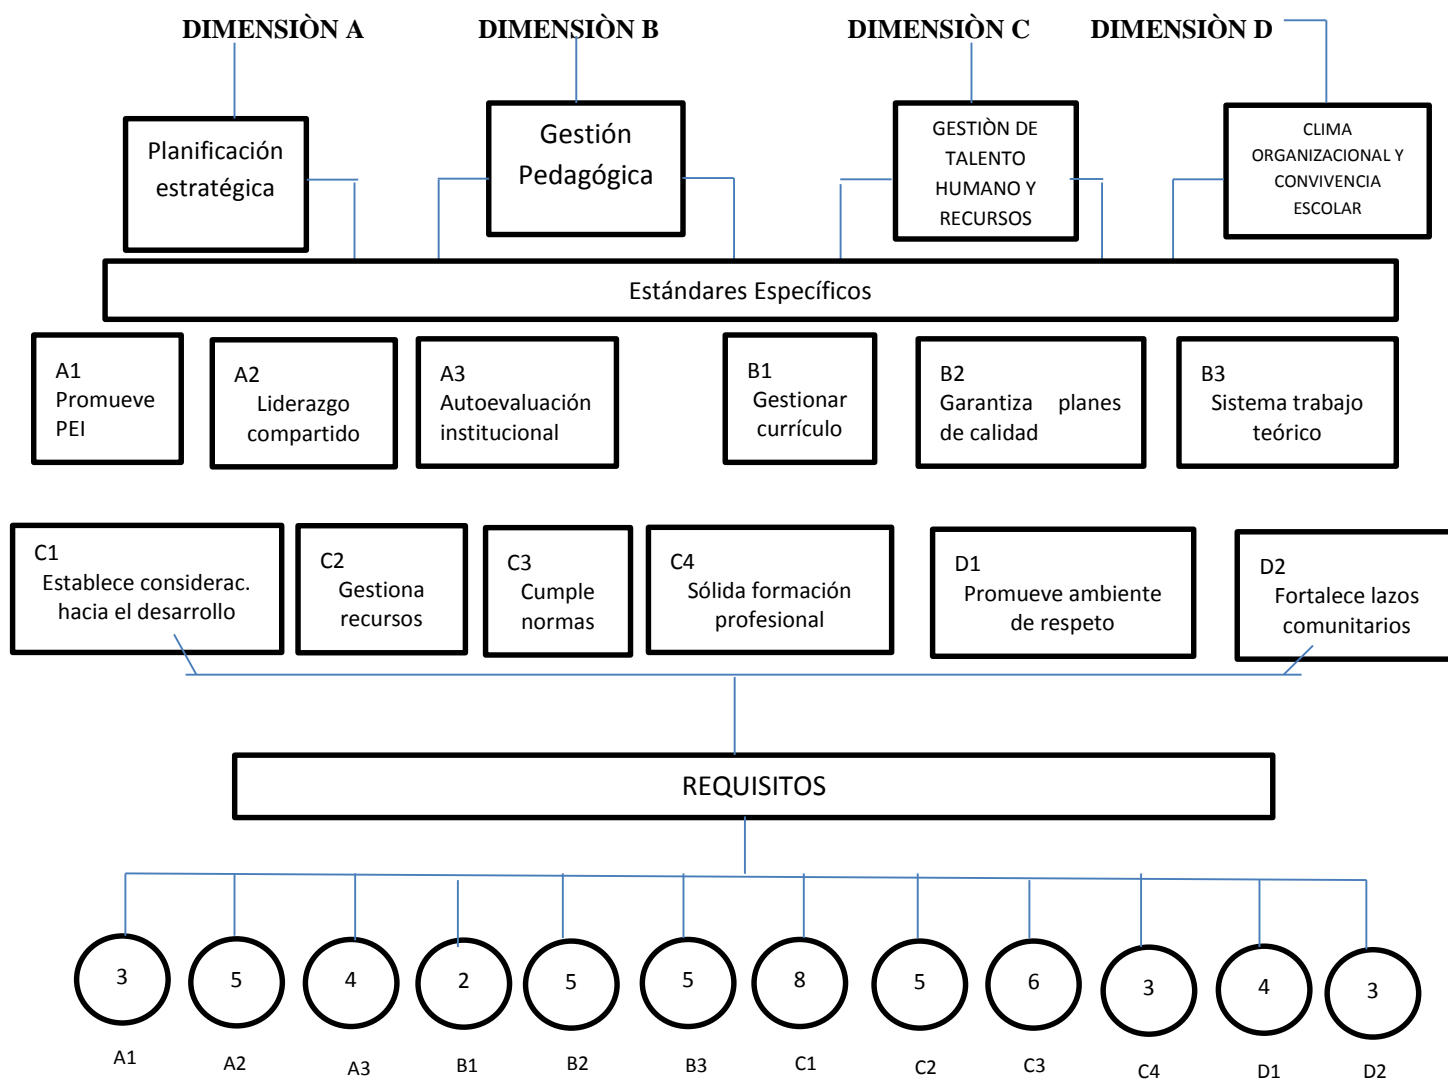 DIMENSIÒN A DIMENSIÒN B DIMENSIÒN C DIMENSIÒN D
Planificación
estratégica
Gestión
Pedagógica
GESTIÒN DE
TALENTO
HUMANO Y
RECURSOS
CLIMA
ORGANIZACIONAL Y
CONVIVENCIA
ESCOLAR
Estándares Específicos
A1
Promueve
PEI
A2
Liderazgo
compartido
A3
Autoevaluación
institucional
B1
Gestionar
currículo
B2
Garantiza planes
de calidad
B3
Sistema trabajo
teórico
C1
Establece considerac.
hacia el desarrollo
C2
Gestiona
recursos
C3
Cumple
normas
C4
Sólida formación
profesional
D1
Promueve ambiente
de respeto
D2
Fortalece lazos
comunitarios
REQUISITOS
3 5 4 2 5 5 8 5 6 3 4 3
A1 A2 A3 B1 B2 B3 C1 C2 C3 C4 D1 D2